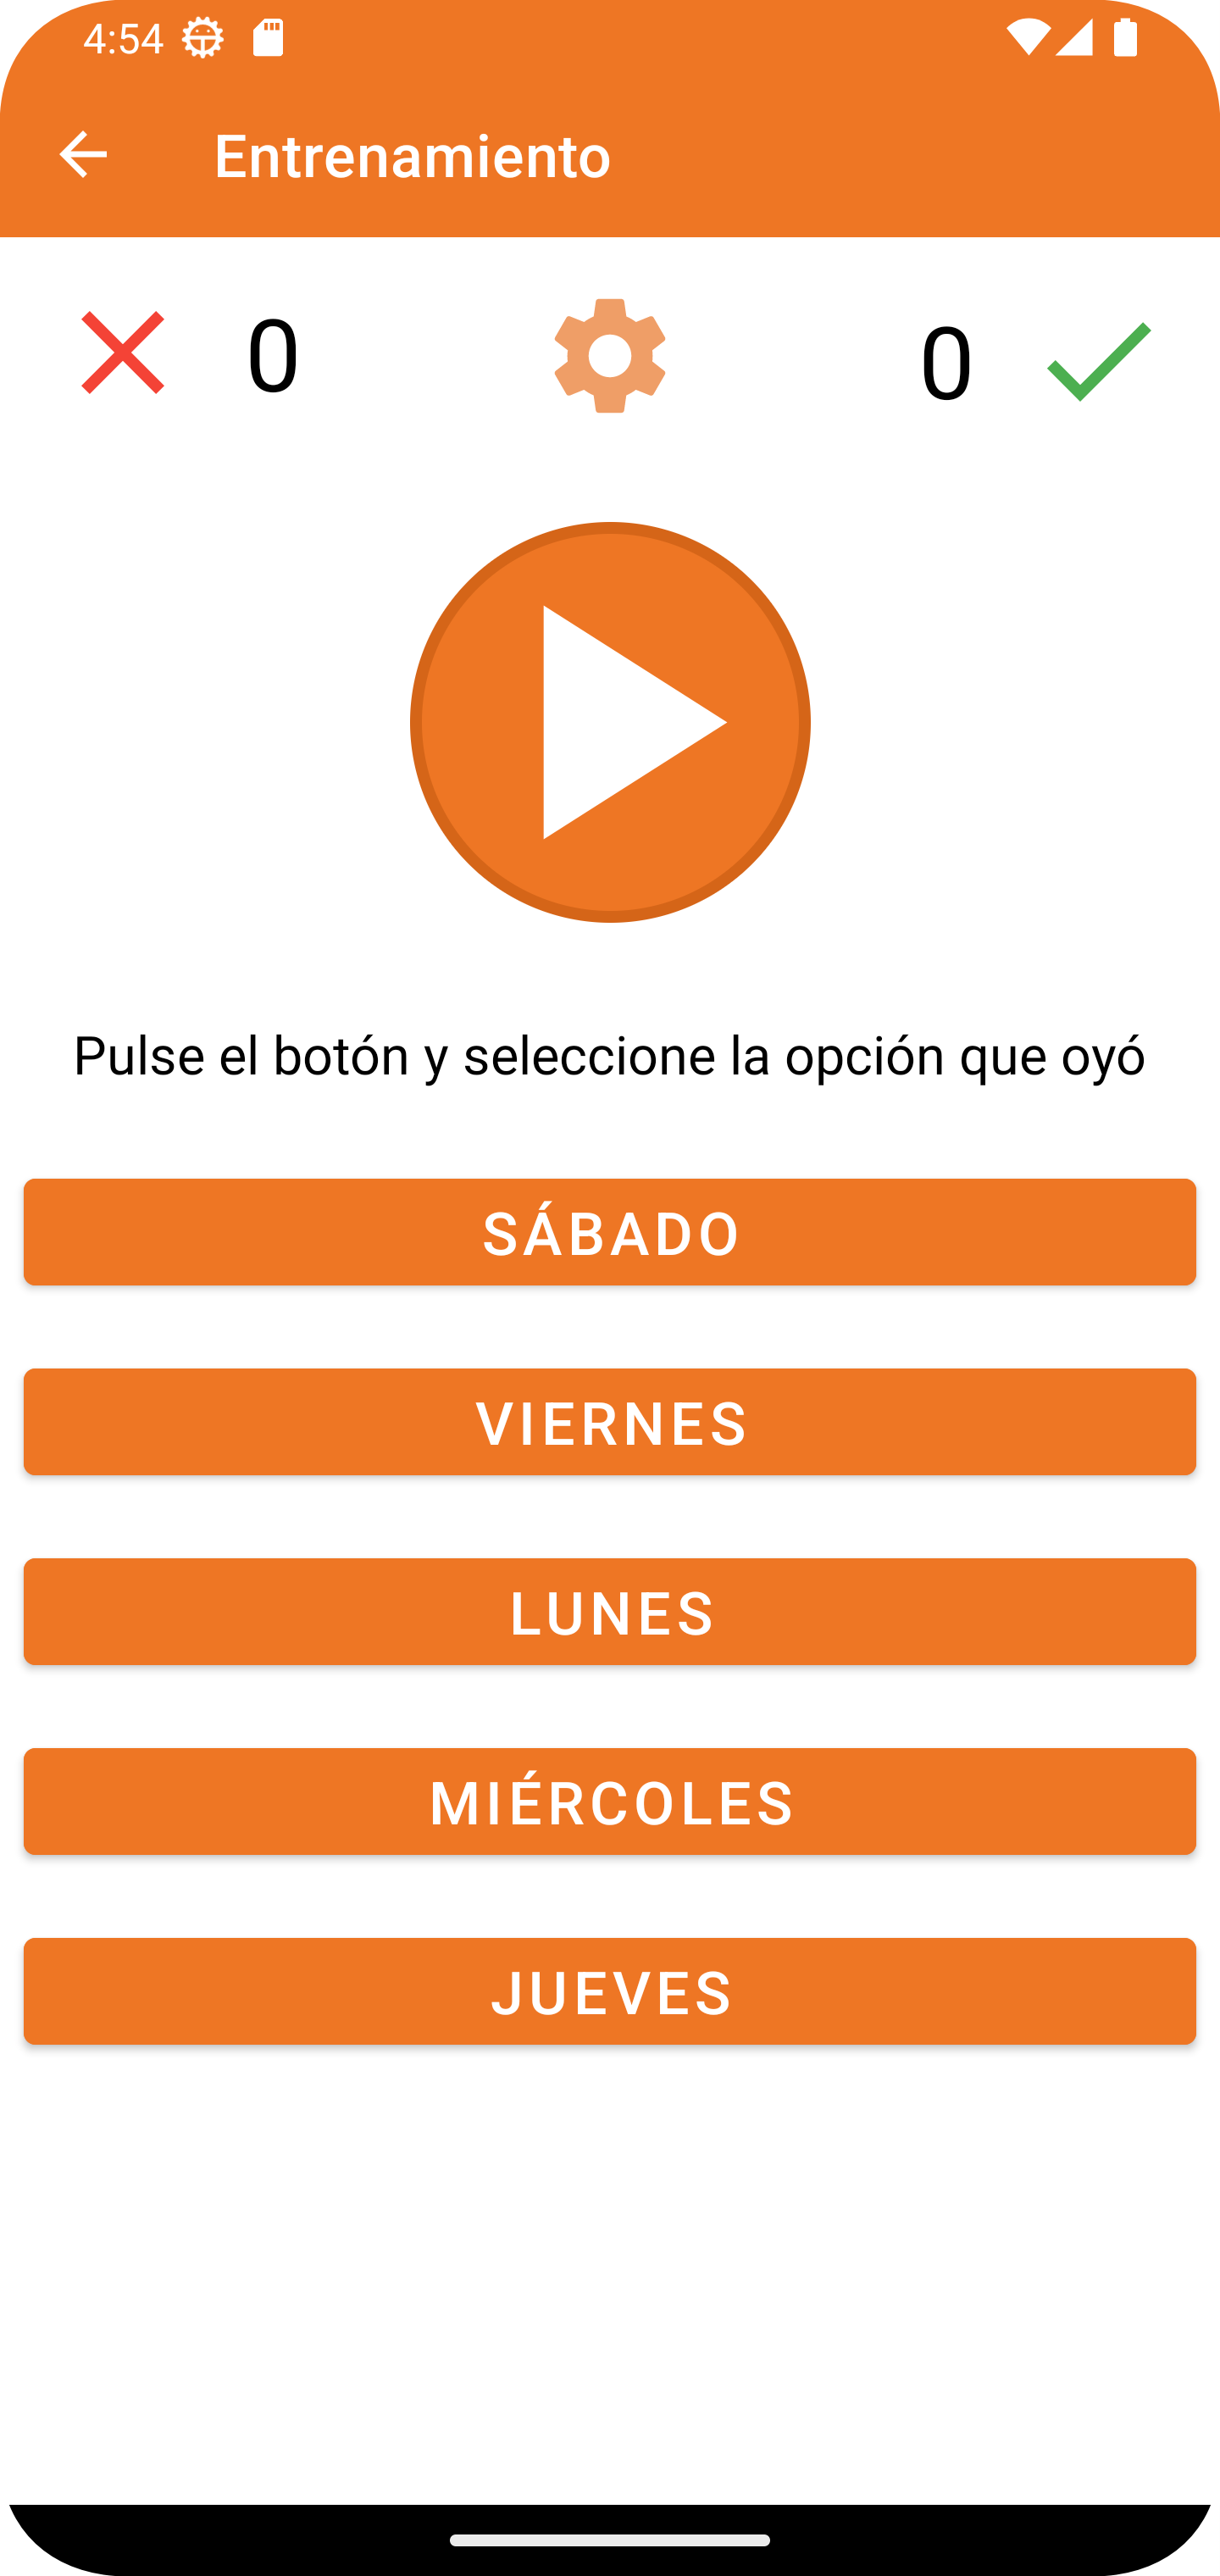 4:54
Entrenamiento
0
0
Pulse el botón y seleccione la opción que oyó
SÁBADO
VIERNES
LUNES
MIÉRCOLES
JUEVES